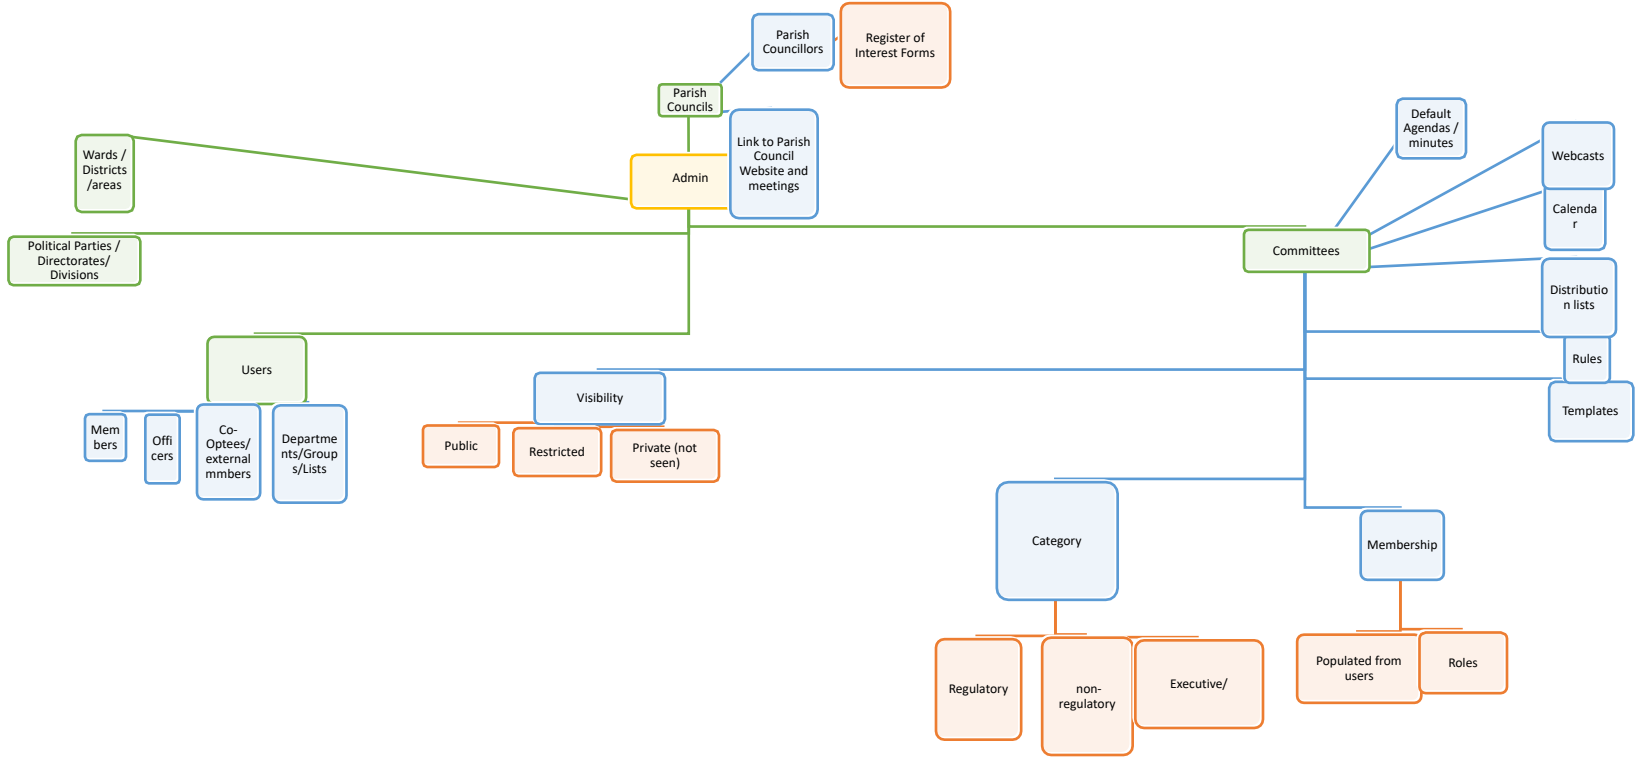 Parish
Councillors
Register of
Interest Forms
Parish
Councils
Link to Parish
Council
Website and
meetings
Admin
Wards /
Districts
/areas
Political Parties /
Directorates/
Divisions
Default
Agendas /
minutes
Webcasts
Calenda
r
Committees
Distributio
n lists
Rules
Templates
Users
Mem
bers
Offi
cers
Co-
Optees/
external
mmbers
Departme
nts/Group
s/Lists
Visibility
Public
Restricted
Private (not
seen)
Category
Membership
Regulatory
non-
regulatory
Executive/
Populated from
users
Roles